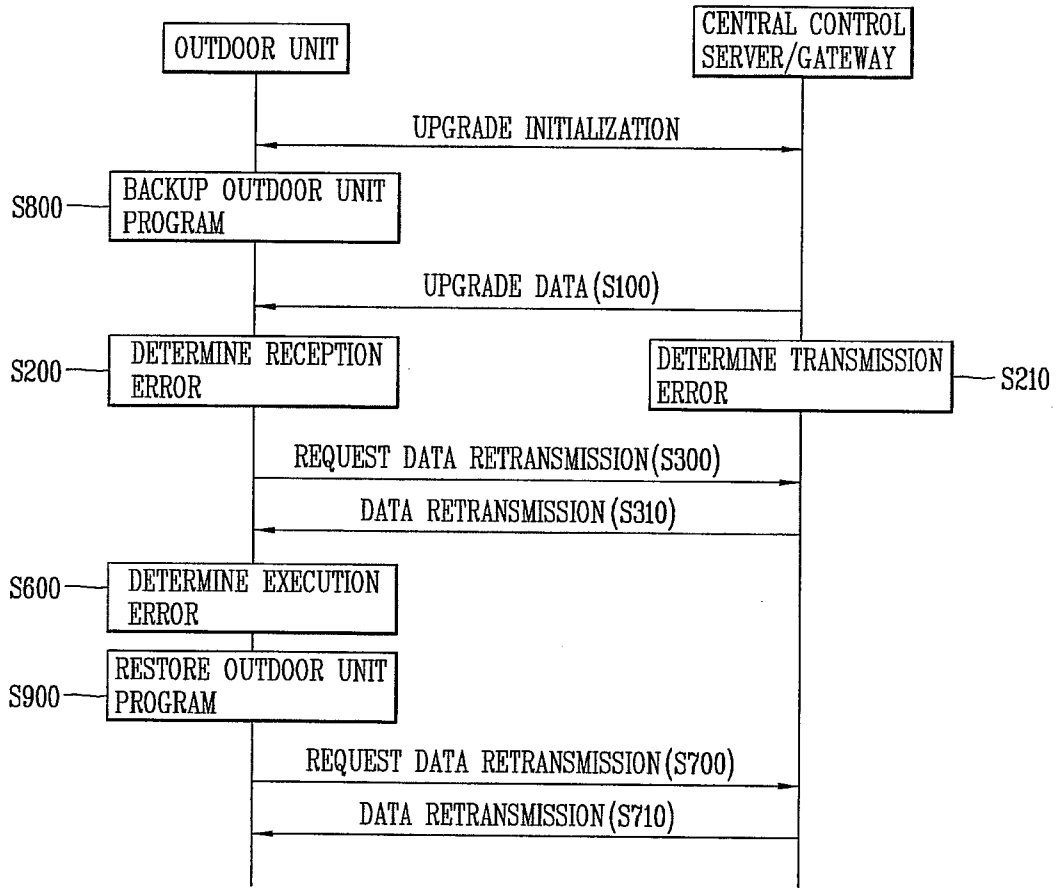 OUTDOOR UNIT
CENTRAL CONTROL
SERVER/GATEWAY
UPGRADE INITIALIZATION
S800
BACKUP OUTDOOR UNIT
PROGRAM
UPGRADE DATA(S100)
S200
DETERMINE RECEPTION
ERROR
DETERMINE TRANSMISSION
ERROR
S210
REQUEST DATA RETRANSMISSION(S300)
DATA RETRANSMISSION(S310)
S600
DETERMINE EXECUTION
ERROR
S900
RESTORE OUTDOOR UNIT
PROGRAM
REQUEST DATA RETRANSMISSION(S700)
DATA RETRANSMISSION(S710)